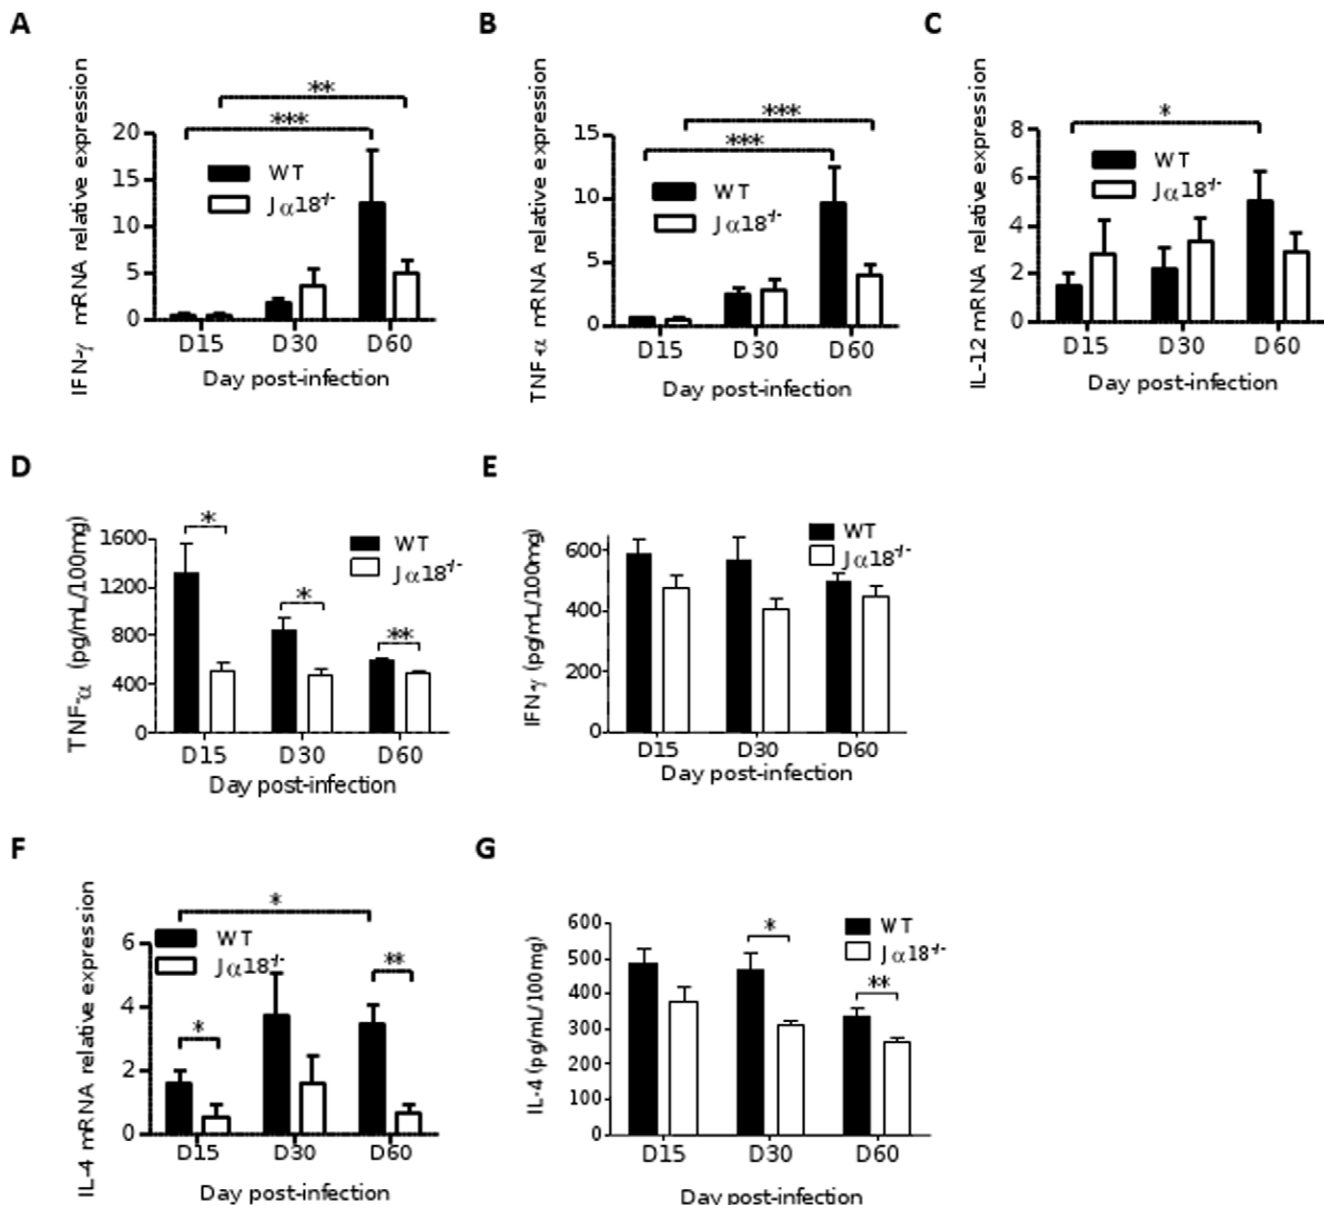 A
IFN-γ mRNA relative expression
**
***
20
15
10
5
0
WT
Jα18-/-
D15 D30 D60
Day post-infection
B
TNF-α mRNA relative expression
***
***
15
10
5
0
WT
Jα18-/-
D15 D30 D60
Day post-infection
C
IL-12 mRNA relative expression
*
8
6
4
2
0
WT
Jα18-/-
D15 D30 D60
Day post-infection
D
TNF-α (pg/mL/100mg)
1600
1200
800
400
0
*
*
**
WT
Jα18-/-
D15 D30 D60
Day post-infection
E
IFN-γ (pg/mL/100mg)
600
400
200
0
WT
Jα18-/-
D15 D30 D60
Day post-infection
F
IL-4 mRNA relative expression
*
6
4
2
0
WT
Jα18-/-
*
**
D15 D30 D60
Day post-infection
G
IL-4 (pg/mL/100mg)
600
500
400
300
200
100
0
*
**
WT
Jα18-/-
D15 D30 D60
Day post-infection